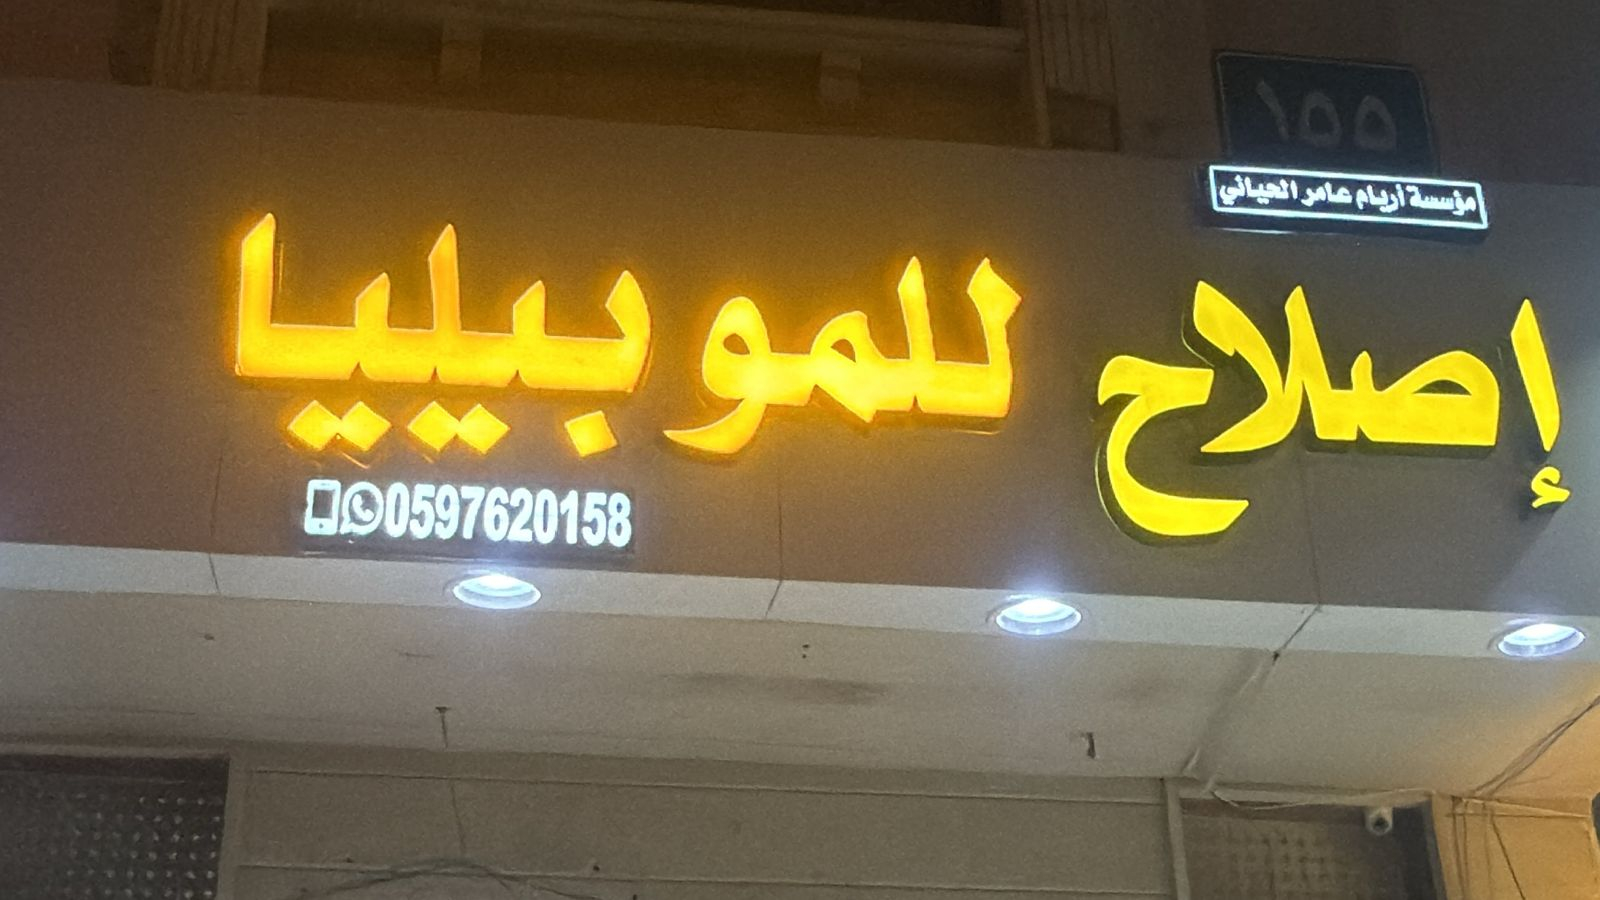 ١٥٥
مؤسسة أريام عامر الحياني
إصلاح للموبيليا
0597620158